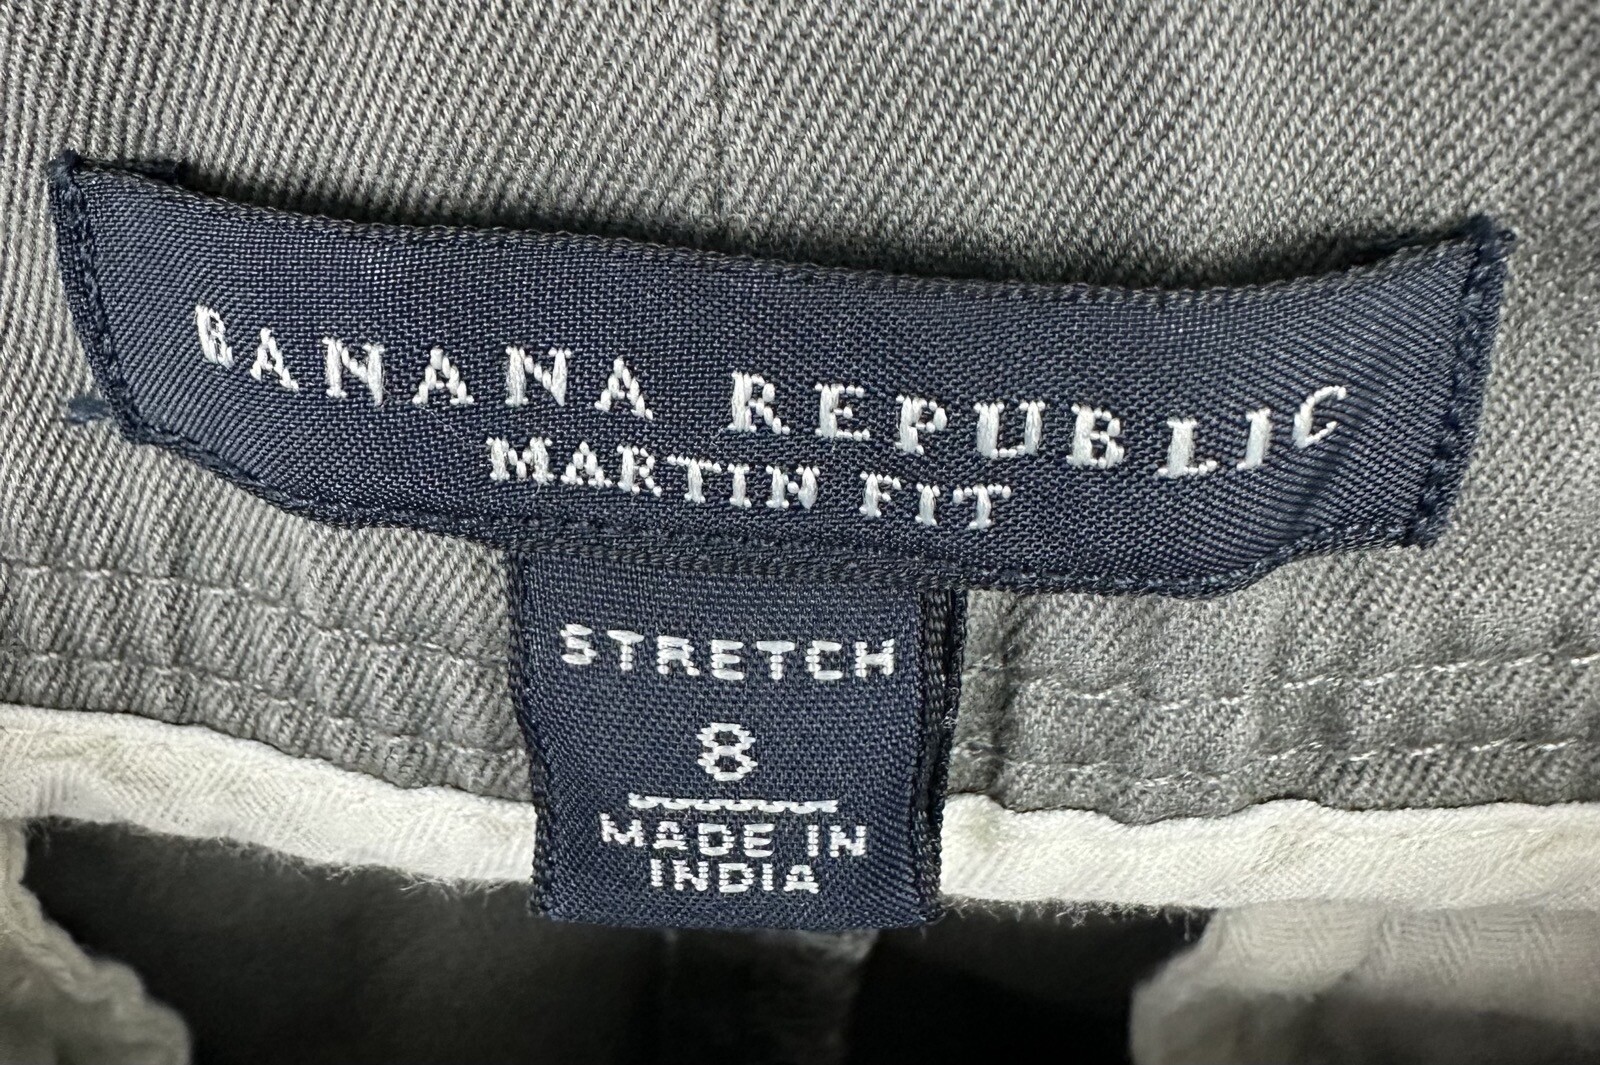 BANANA REPUBLIC
MARTIN FIT
STRETCH
8
MADE IN
INDIA